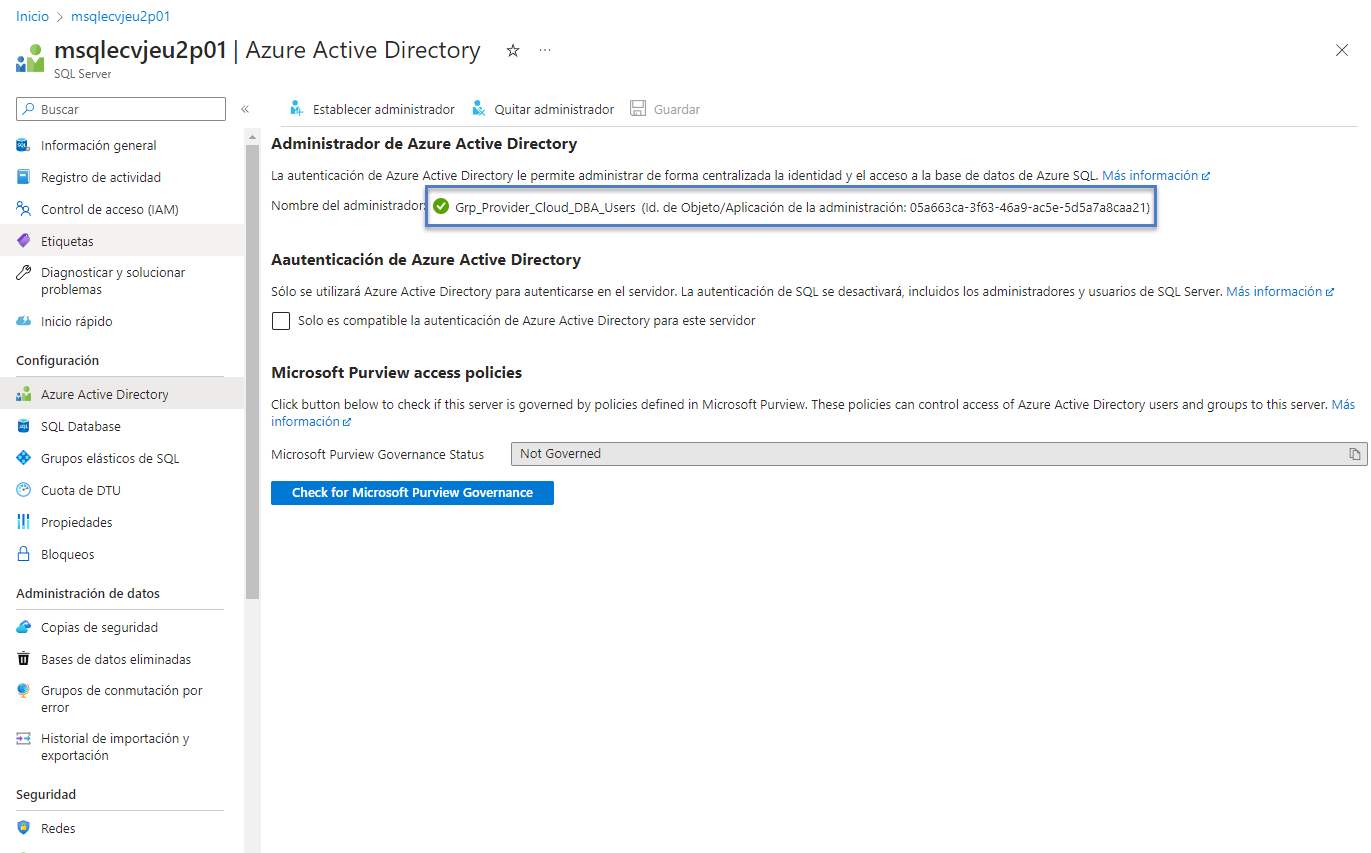 Inicio > msqlecvjeu2p01
msqlecvjeu2p01 | Azure Active Directory
SQL Server
Buscar
Establecer administrador
Quitar administrador
Guardar
Información general
Registro de actividad
Control de acceso (IAM)
Etiquetas
Diagnosticar y solucionar
problemas
Inicio rápido
Configuración
Azure Active Directory
SQL Database
Grupos elásticos de SQL
Cuota de DTU
Propiedades
Bloqueos
Administración de datos
Copias de seguridad
Bases de datos eliminadas
Grupos de conmutación por
error
Historial de importación y
exportación
Seguridad
Redes
Administrador de Azure Active Directory
La autenticación de Azure Active Directory le permite administrar de forma centralizada la identidad y el acceso a la base de datos de Azure SQL. Más información
Nombre del administrador: Grp_Provider_Cloud_DBA_Users (Id. de Objeto/Aplicación de la administración: 05a663ca-3f63-46a9-ac5e-5d5a7a8caa21)
Aautenticación de Azure Active Directory
Sólo se utilizará Azure Active Directory para autenticarse en el servidor. La autenticación de SQL se desactivará, incluidos los administradores y usuarios de SQL Server. Más información
Solo es compatible la autenticación de Azure Active Directory para este servidor
Microsoft Purview access policies
Click button below to check if this server is governed by policies defined in Microsoft Purview. These policies can control access of Azure Active Directory users and groups to this server. Más
información
Microsoft Purview Governance Status
Not Governed
Check for Microsoft Purview Governance